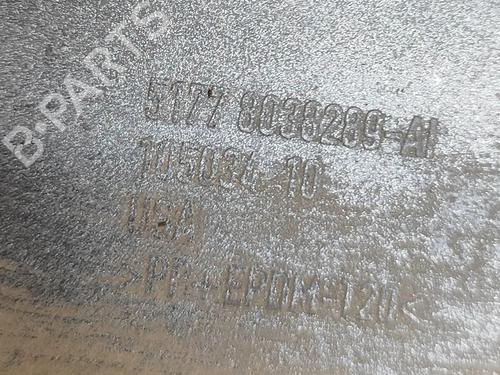 B-PARTS
5177 8038289-AI
105034-10
USA
>PP+EPDM-T20<